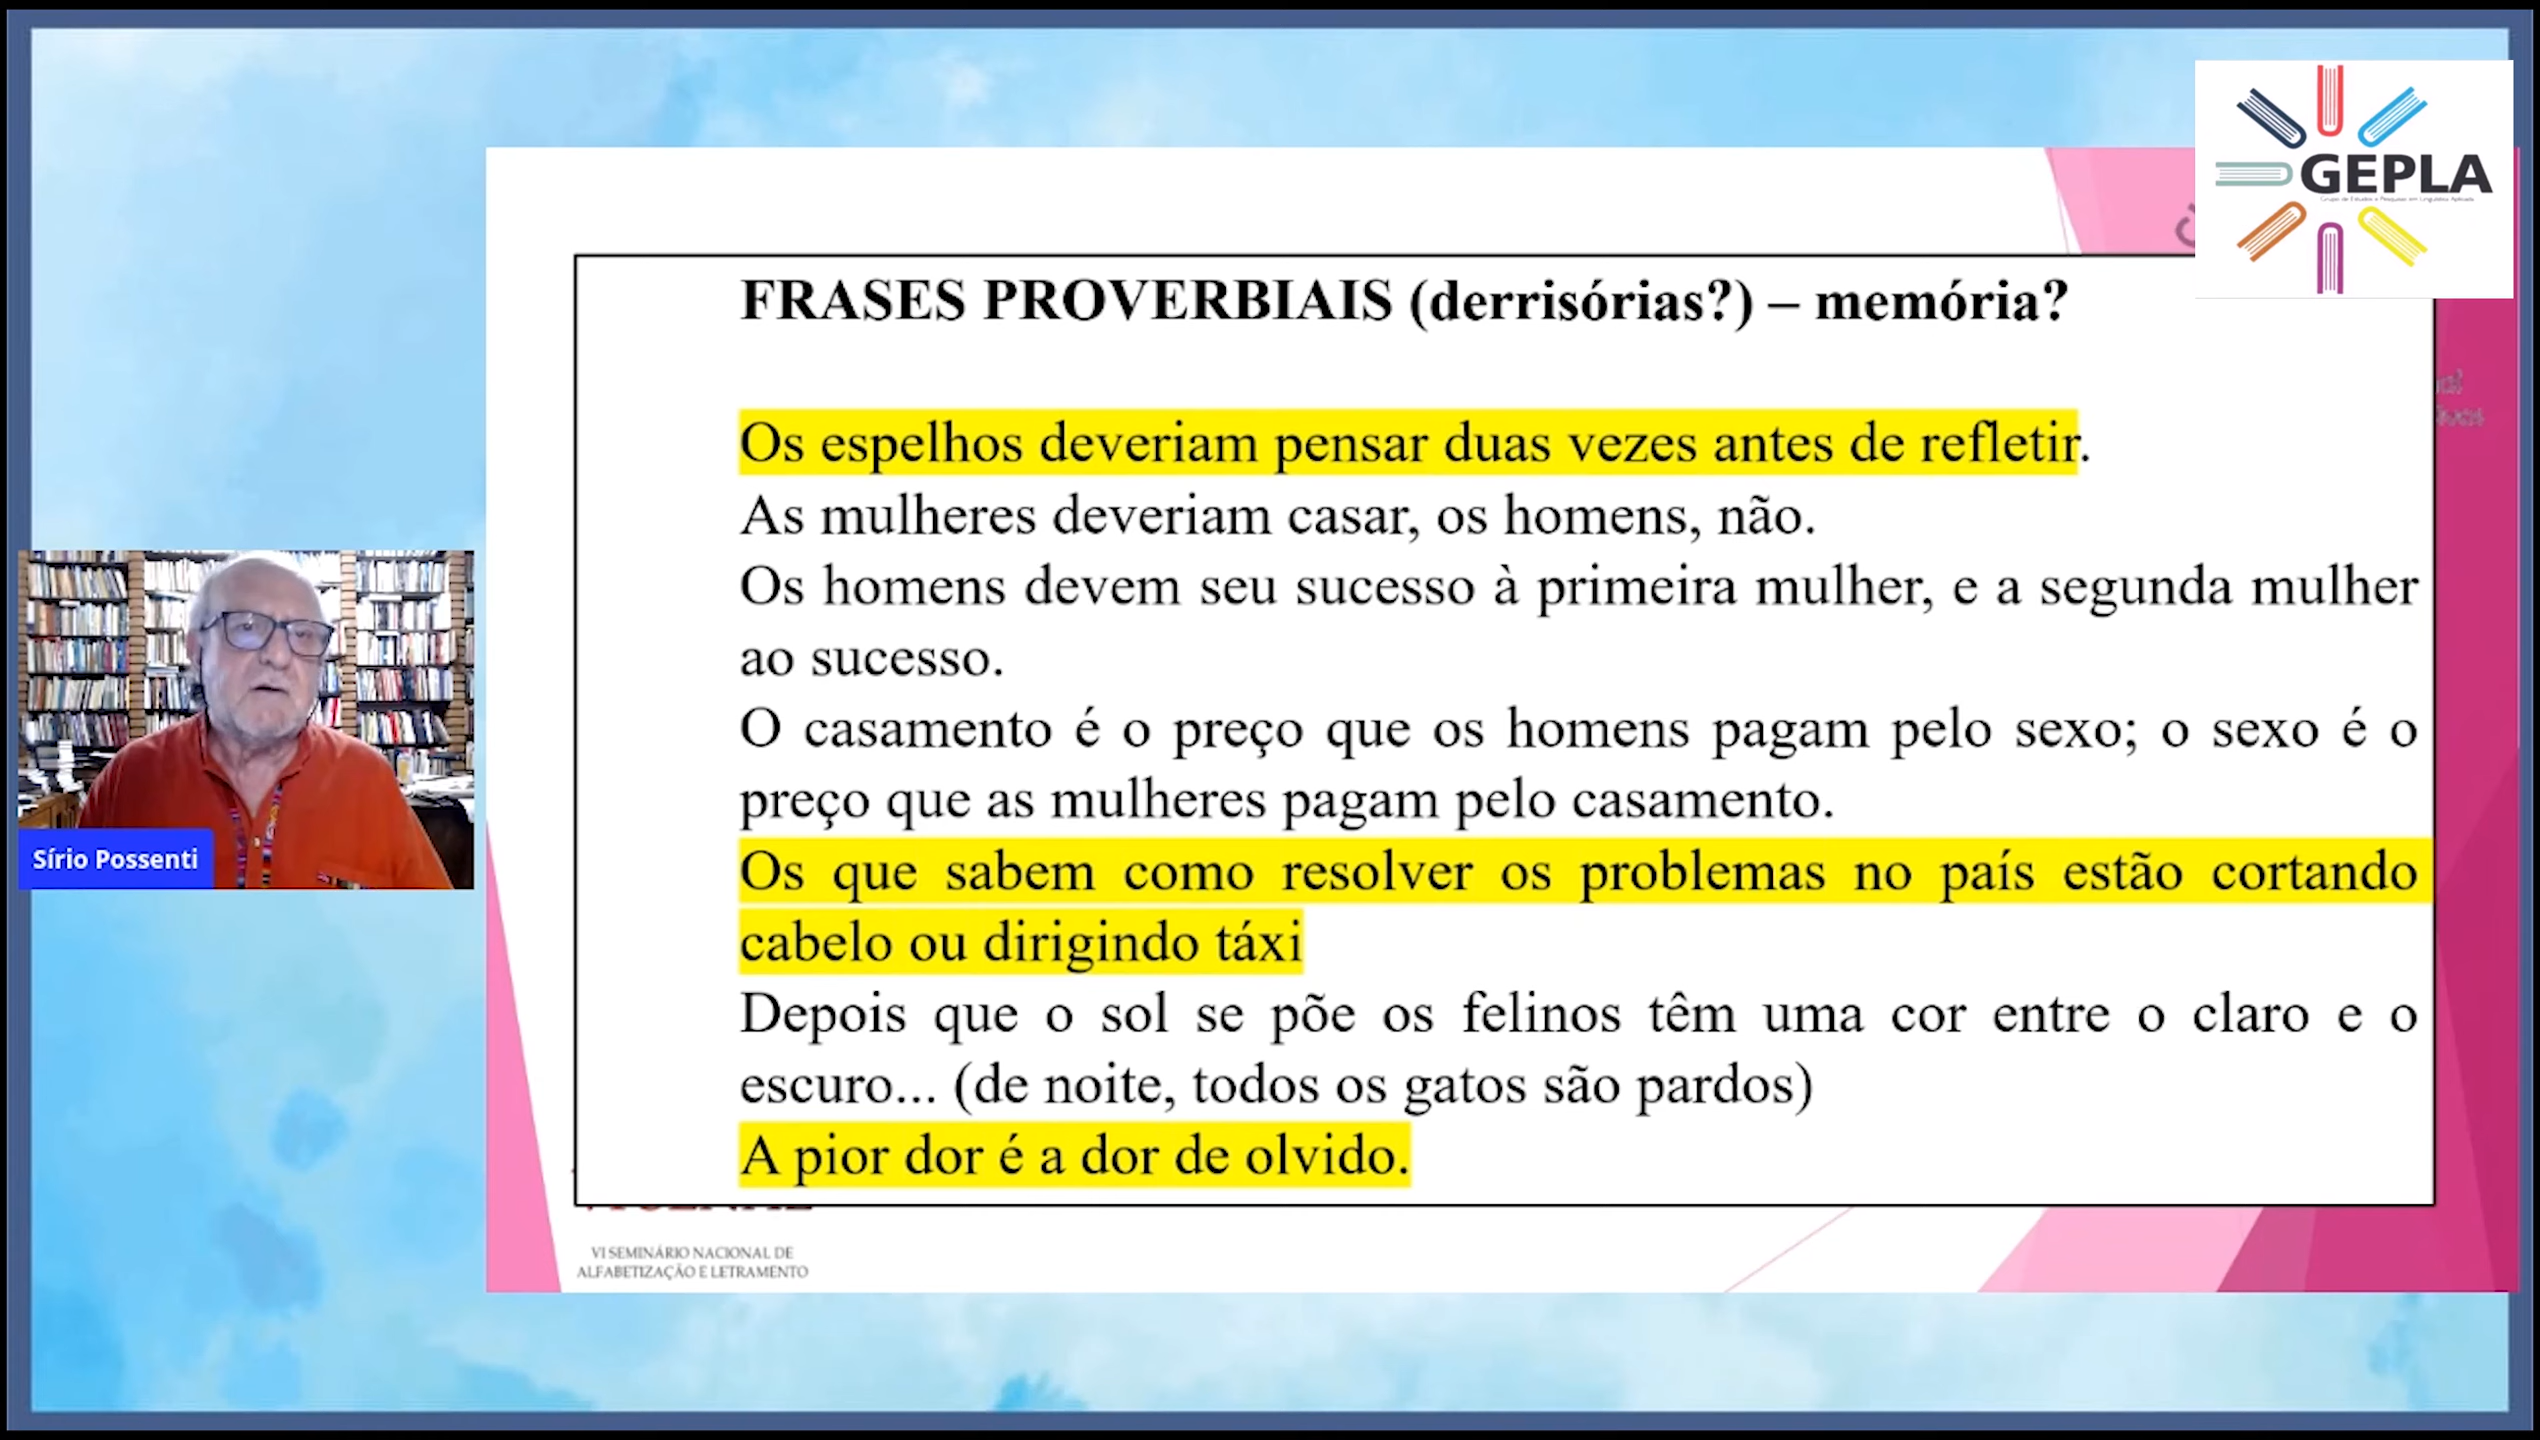 GEPLA
FRASES PROVERBIAIS (derrisórias?) – memória?
Os espelhos deveriam pensar duas vezes antes de refletir.
As mulheres deveriam casar, os homens, não.
Os homens devem seu sucesso à primeira mulher, e a segunda mulher
ao sucesso.
O casamento é o preço que os homens pagam pelo sexo; o sexo é o
preço que as mulheres pagam pelo casamento.
Os que sabem como resolver os problemas no país estão cortando
cabelo ou dirigindo táxi
Depois que o sol se põe os felinos têm uma cor entre o claro e o
escuro... (de noite, todos os gatos são pardos)
A pior dor é a dor de olvido.
Sírio Possenti
VI SEMINÁRIO NACIONAL DE
ALFABETIZAÇÃO E LETRAMENTO